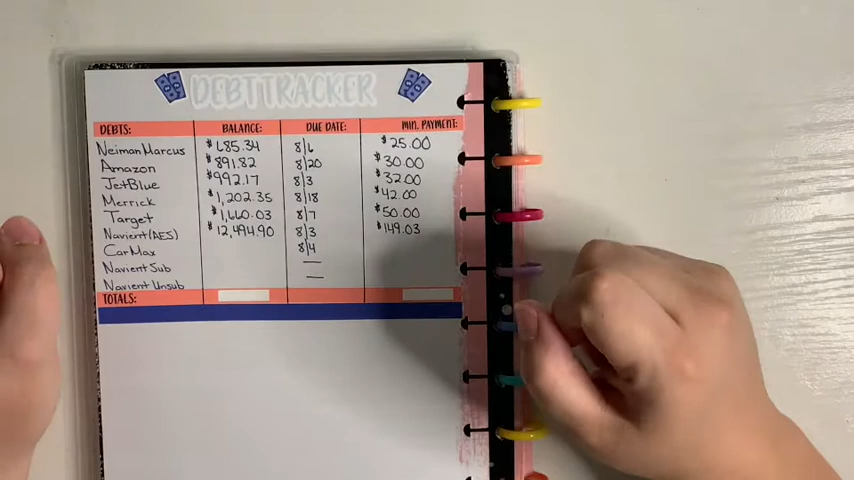 DEBT TRACKER
DEBTS: BALANCE: DUE DATE: MIN. PAYMENT:
Neiman Marcus $685.34 8/6 $25.00
Amazon $891.82 8/20 $30.00
JetBlue $992.17 8/3 $32.00
Merrick $1,202.35 8/18 $42.00
Target $1,660.03 8/7 $50.00
Navient (AES) $12,494.90 8/3 $149.03
CarMax 8/4
Navient Sub —
Navient Unsub —
TOTALS: